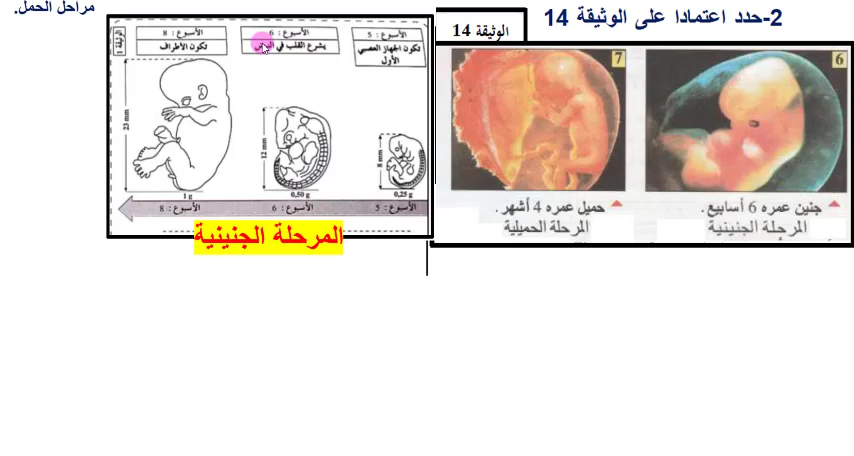 2-حدد اعتمادا على الوثيقة 14
مراحل الحمل.
الوثيقة 14
7
6
حميل عمره 4 أشهر.
المرحلة الحميلية
جنين عمره 6 أسابيع.
المرحلة الجنينية
الوثيقة 1
الأسبوع : 5
تكون الجهاز العصبي
الأولي
الأسبوع : 6
يشرع القلب في
الأسبوع : 8
تكون الأطراف
8 mm
12 mm
23 mm
0,25 g
0,50 g
1 g
الأسبوع : 5
الأسبوع : 6
الأسبوع : 8
المرحلة الجنينية